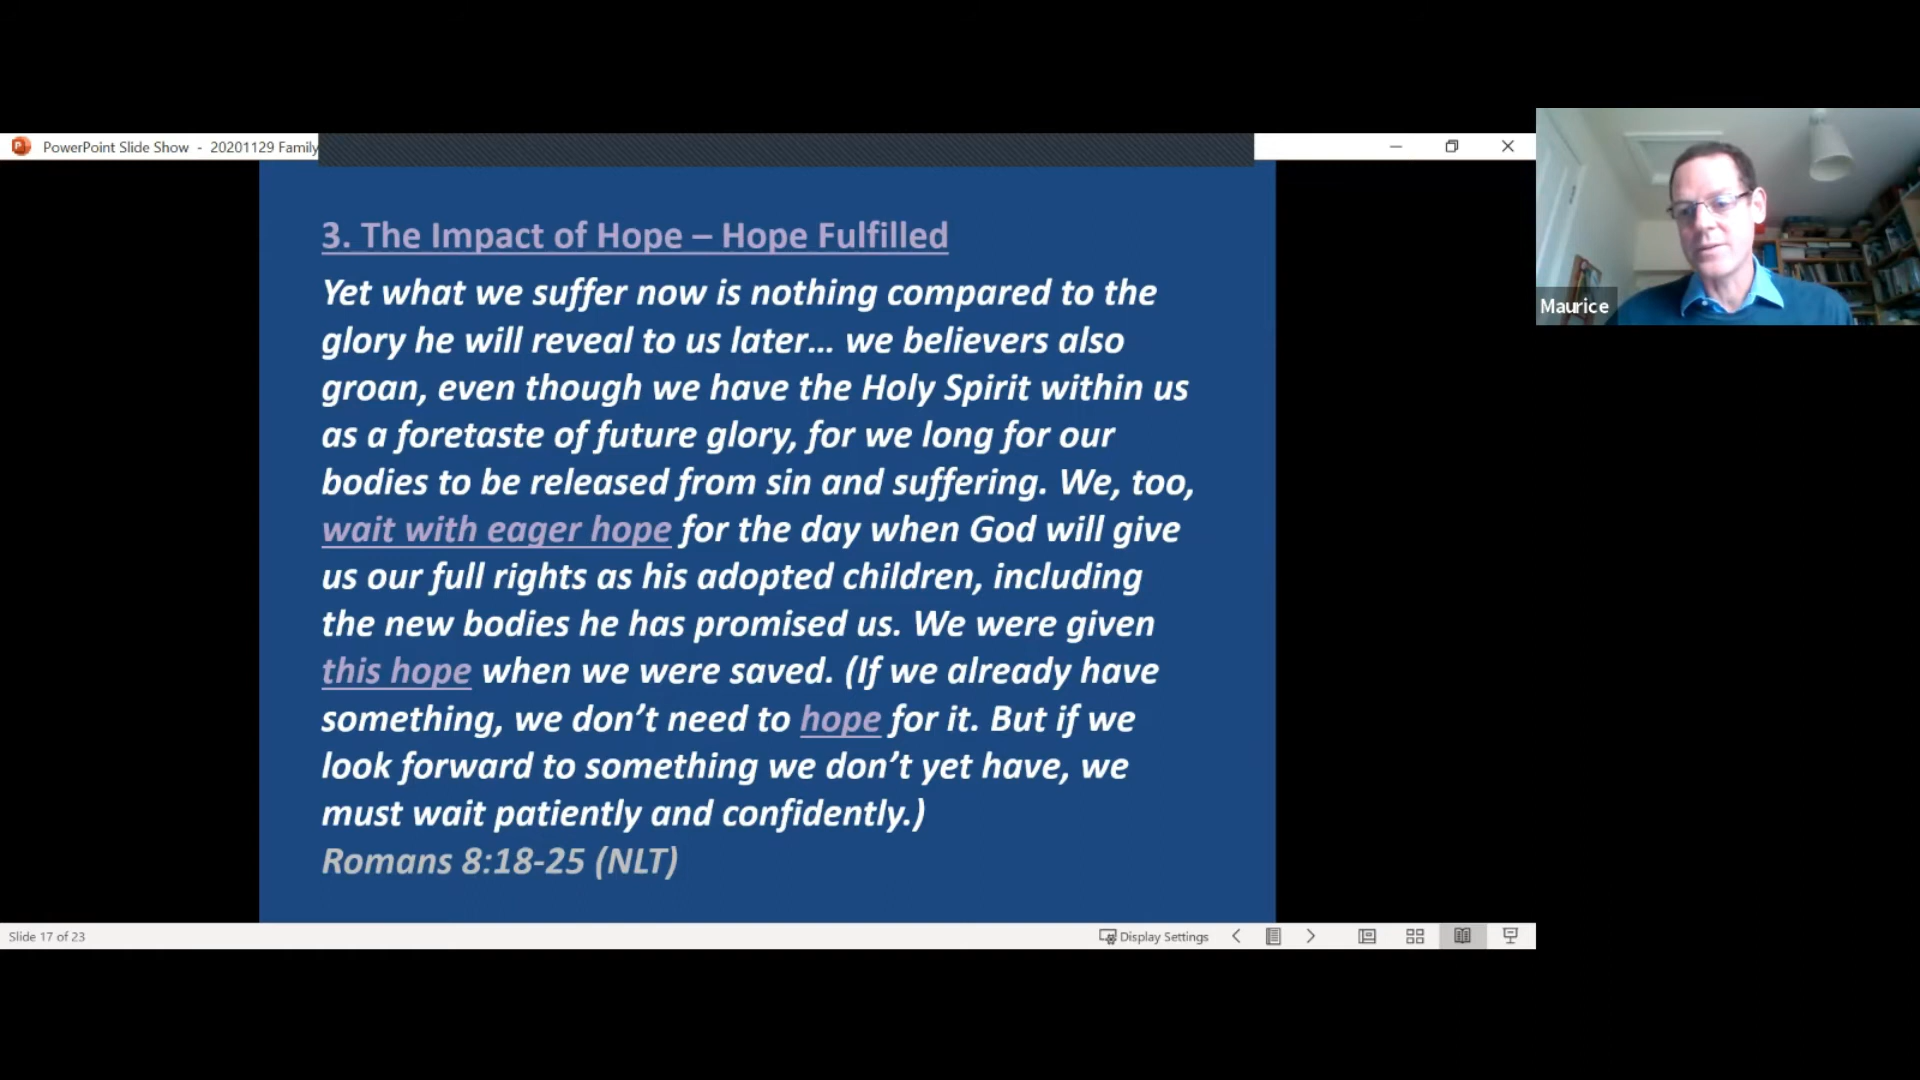 PowerPoint Slide Show - 20201129 Family
3. The Impact of Hope – Hope Fulfilled
Yet what we suffer now is nothing compared to the
glory he will reveal to us later… we believers also
groan, even though we have the Holy Spirit within us
as a foretaste of future glory, for we long for our
bodies to be released from sin and suffering. We, too,
wait with eager hope for the day when God will give
us our full rights as his adopted children, including
the new bodies he has promised us. We were given
this hope when we were saved. (If we already have
something, we don’t need to hope for it. But if we
look forward to something we don’t yet have, we
must wait patiently and confidently.)
Romans 8:18-25 (NLT)
Maurice
Slide 17 of 23
Display Settings